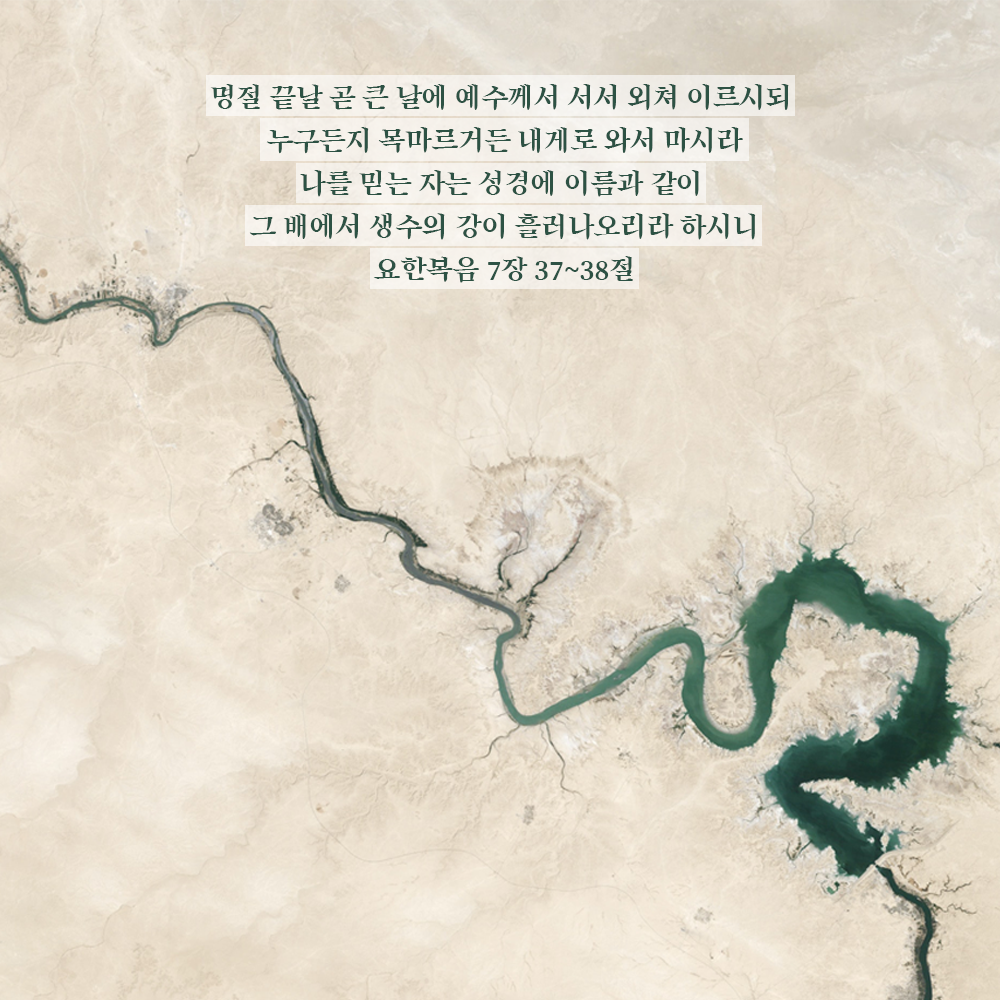 명절 끝날 곧 큰 날에 예수께서 서서 외쳐 이르시되
누구든지 목마르거든 내게로 와서 마시라
나를 믿는 자는 성경에 이름과 같이
그 배에서 생수의 강이 흘러나오리라 하시니
요한복음 7장 37~38절